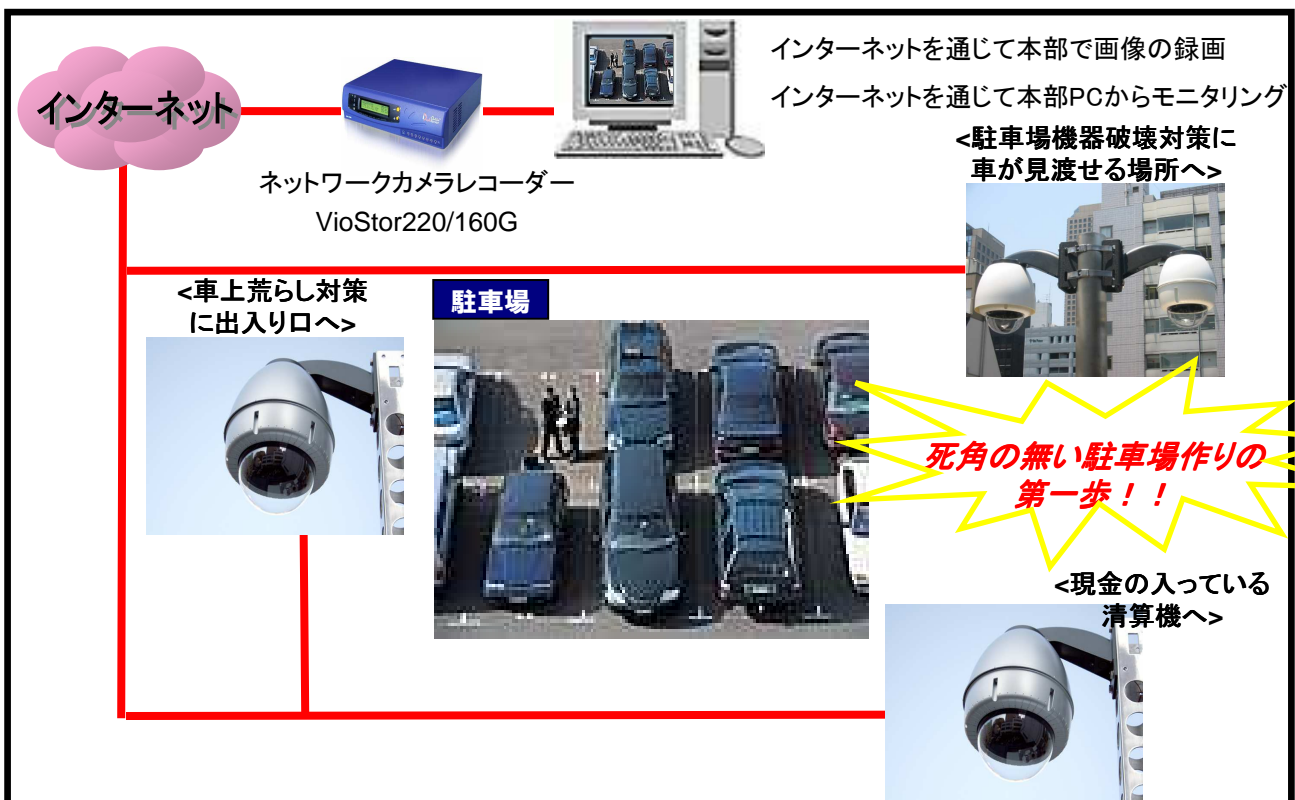 インターネット
インターネットを通じて本部で画像の録画
インターネットを通じて本部PCからモニタリング
ネットワークカメラレコーダー
VioStor220/160G
<駐車場機器破壊対策に
車が見渡せる場所へ>
<車上荒らし対策
に出入り口へ>
駐車場
死角の無い駐車場作りの
第一歩！！
<現金の入っている
清算機へ>